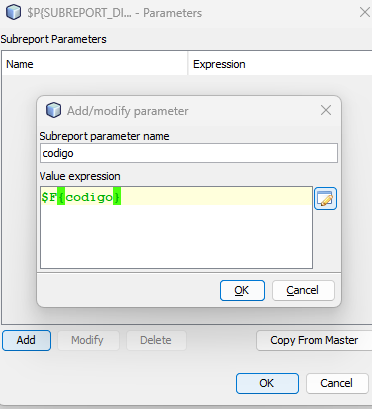 $P{SUBREPORT_DI... - Parameters
Subreport Parameters
Name Expression
Add/modify parameter
Subreport parameter name
codigo
Value expression
$F{codigo}
OK Cancel
Add Modify Delete Copy From Master
OK Cancel